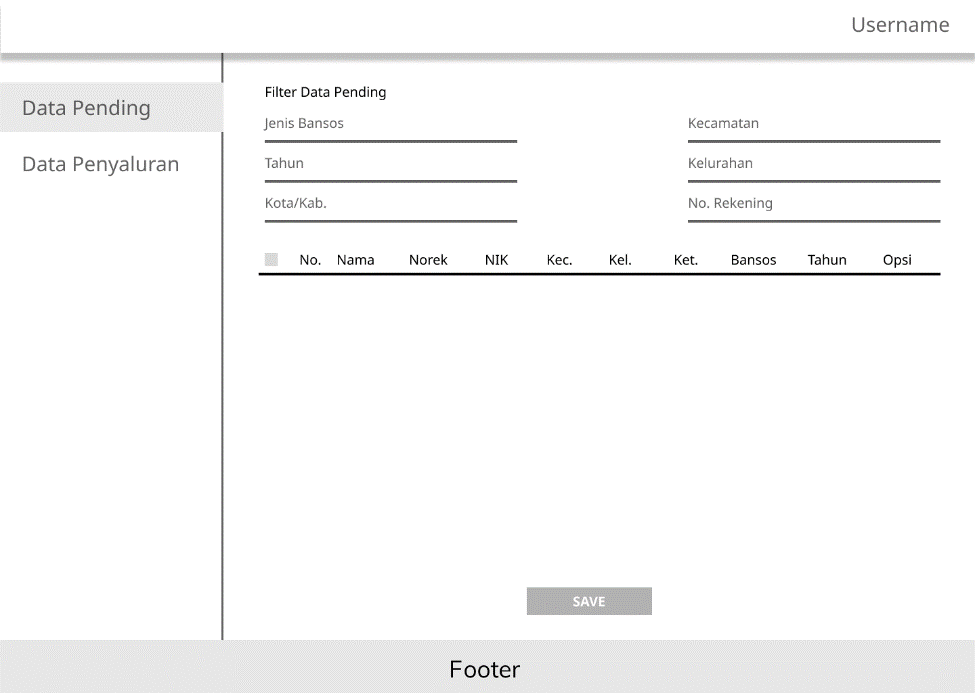 Username
Data Pending
Data Penyaluran
Filter Data Pending
Jenis Bansos
Kecamatan
Tahun
Kelurahan
Kota/Kab.
No. Rekening
No. Nama Norek NIK Kec. Kel. Ket. Bansos Tahun Opsi
SAVE
Footer